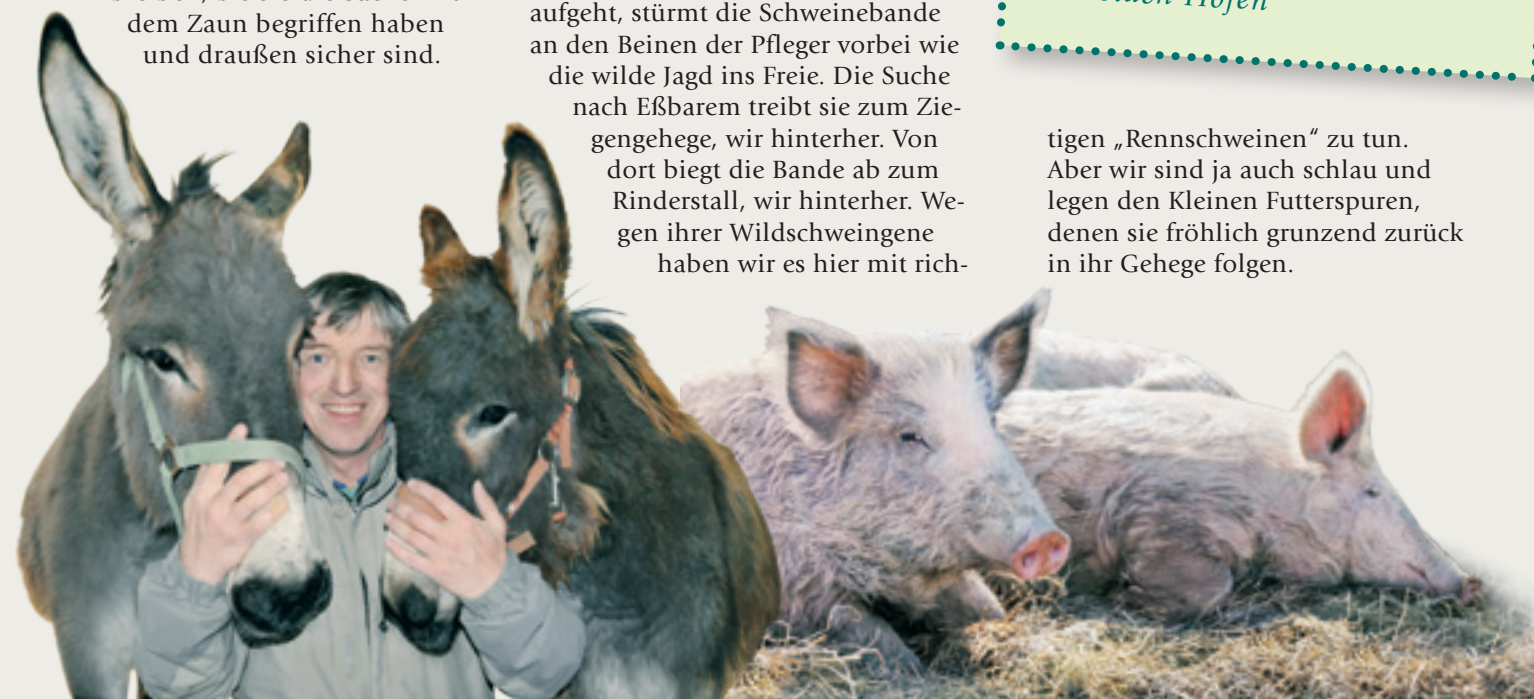 dem Zaun begriffen haben
und draußen sicher sind.
aufgeht, stürmt die Schweinebande
an den Beinen der Pfleger vorbei wie
die wilde Jagd ins Freie. Die Suche
nach Eßbarem treibt sie zum Zie-
gengehege, wir hinterher. Von
dort biegt die Bande ab zum
Rinderstall, wir hinterher. We-
gen ihrer Wildschweingene
haben wir es hier mit rich-
Höfen
tigen „Rennschweinen“ zu tun.
Aber wir sind ja auch schlau und
legen den Kleinen Futterspuren,
denen sie fröhlich grunzend zurück
in ihr Gehege folgen.